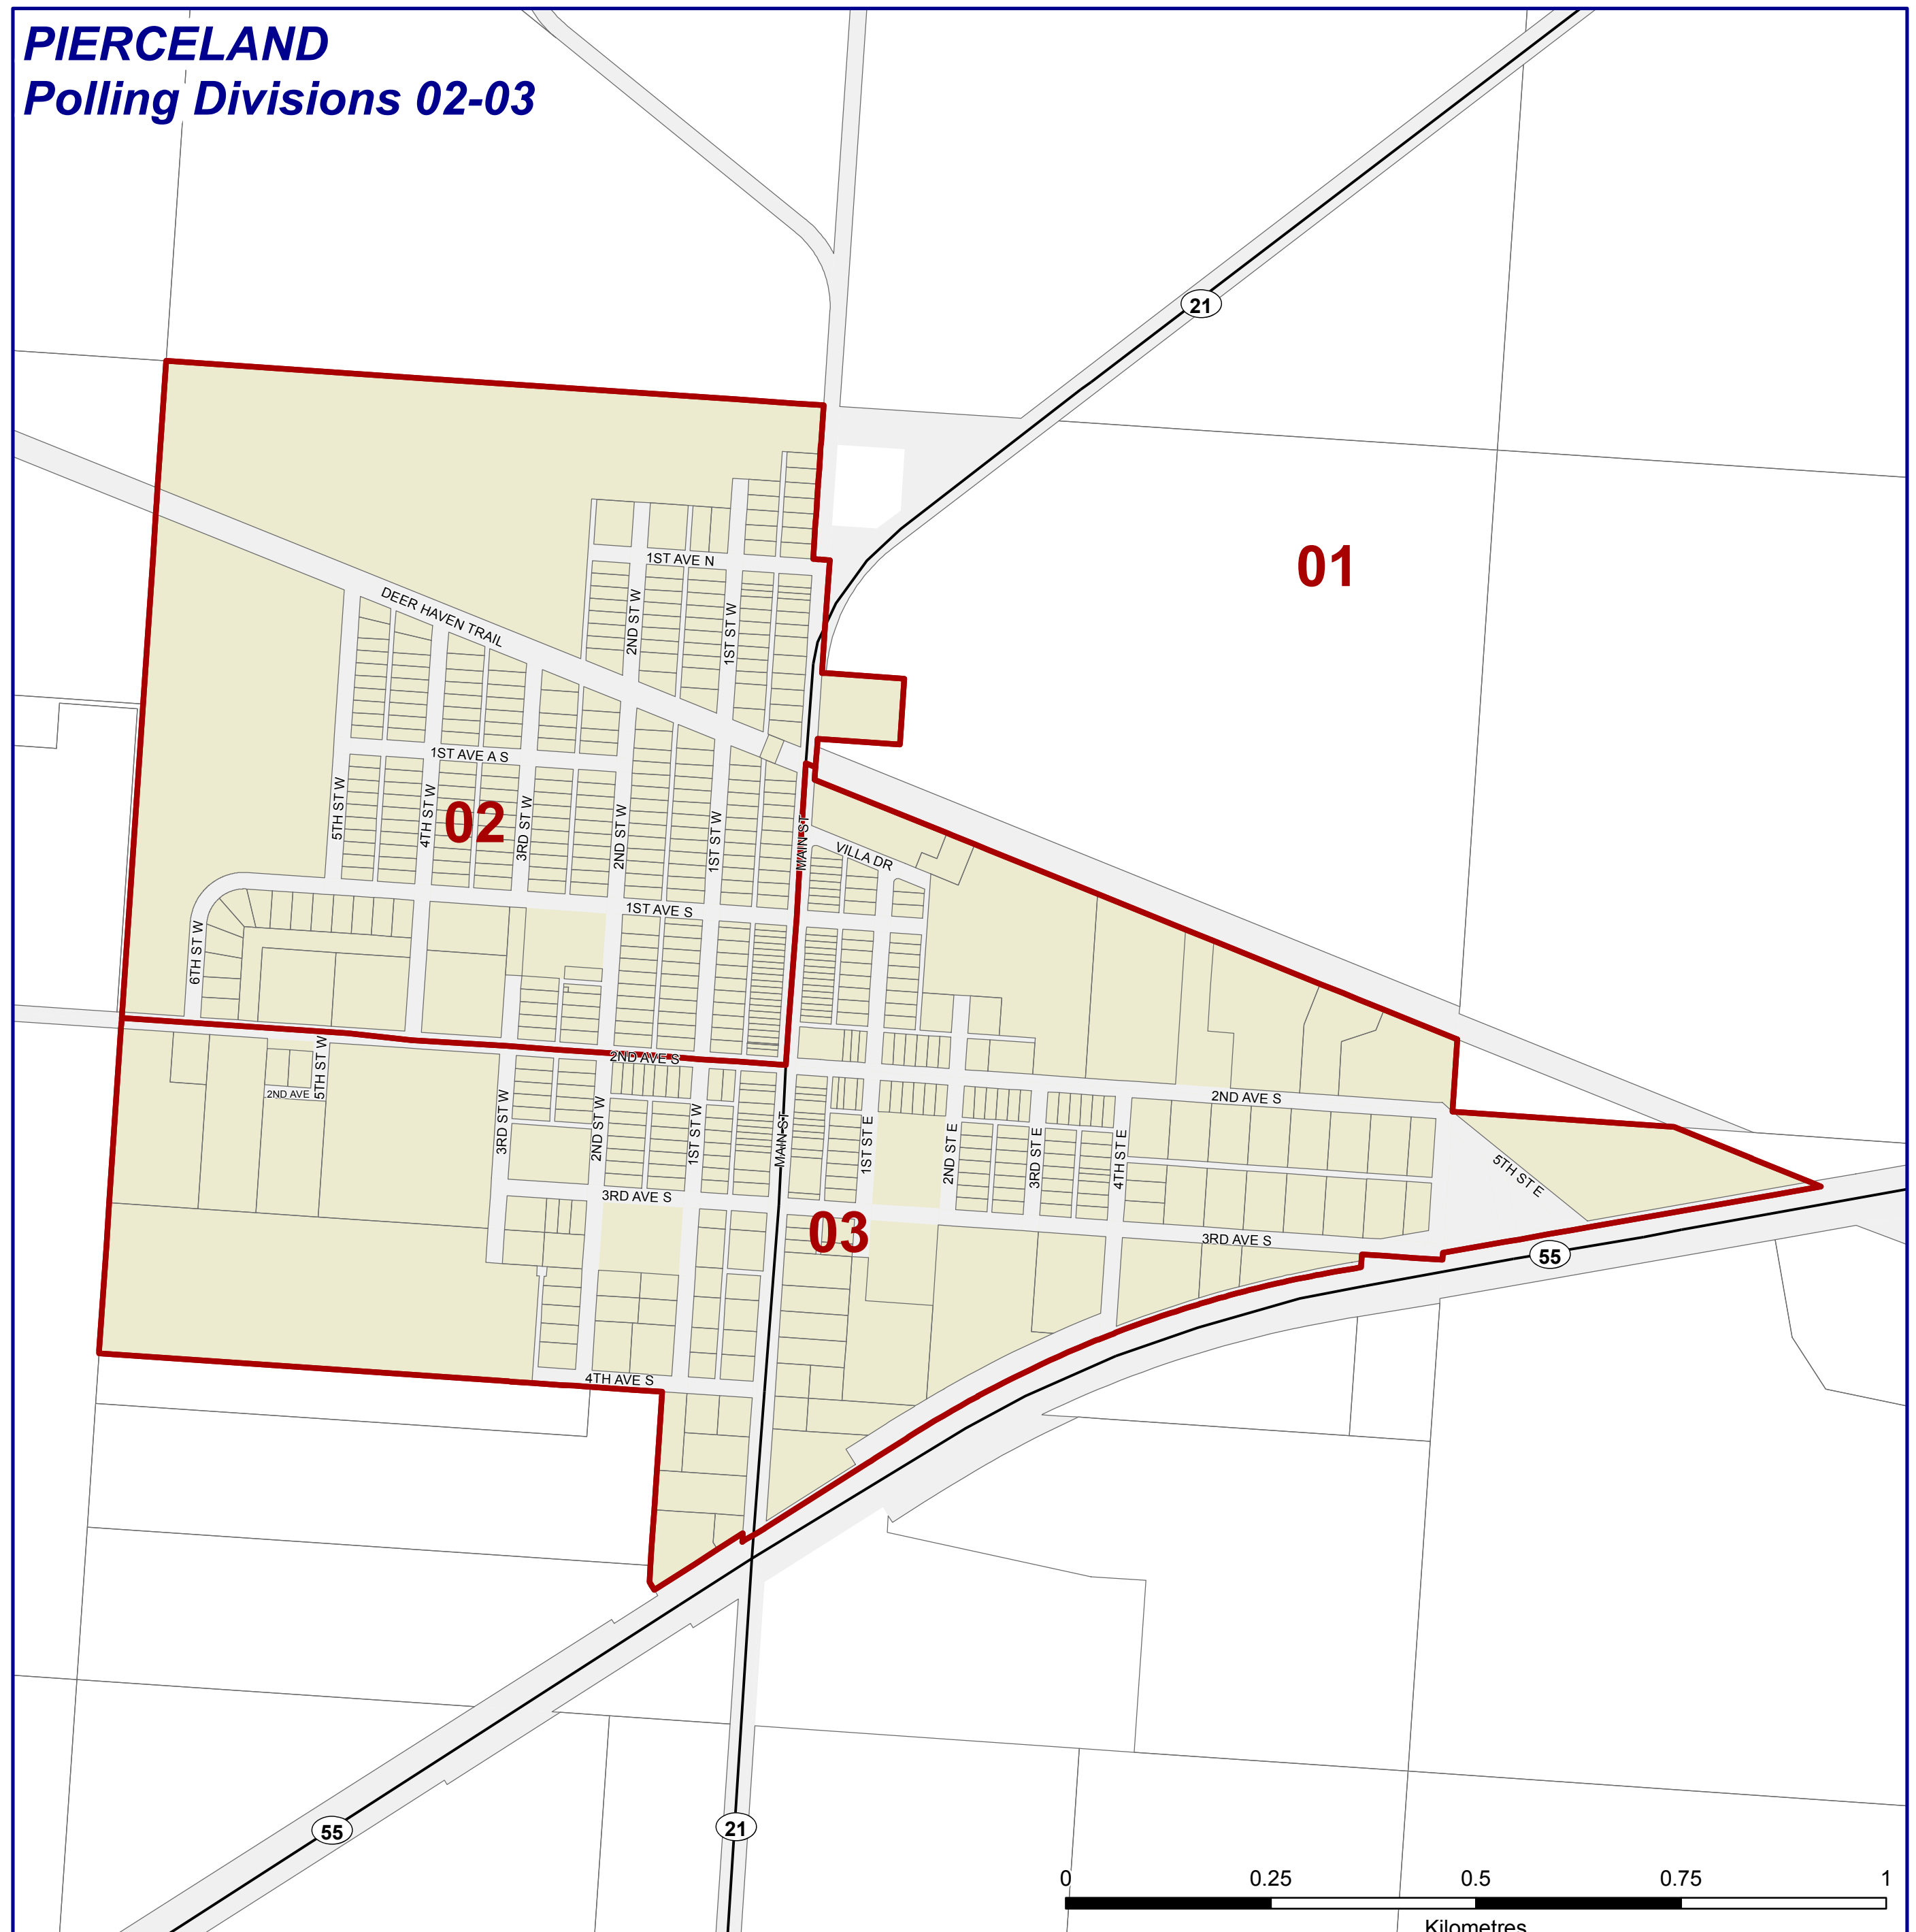 PIERCELAND
Polling Divisions 02-03
21
01
1ST AVE N
2ND ST W
1ST ST W
DEER HAVEN TRAIL
1ST AVE A S
5TH ST W
4TH ST W
02
3RD ST W
2ND ST W
1ST ST W
MAIN ST
VILLA DR
1ST AVE S
6TH ST W
2ND AVE S
5TH ST W
2ND AVE
2ND AVE S
3RD ST W
2ND ST W
1ST ST W
MAIN ST
1ST ST E
2ND ST E
3RD ST E
4TH ST E
5TH ST E
3RD AVE S
03
3RD AVE S
55
4TH AVE S
55
21
0 0.25 0.5 0.75 1
Kilometres